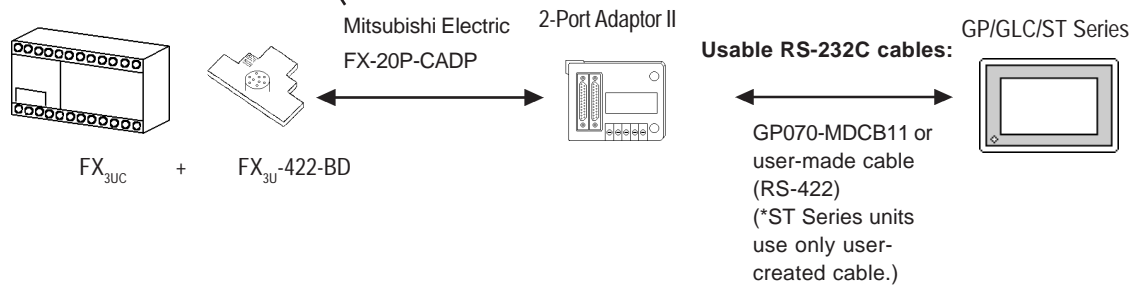 Mitsubishi Electric
FX-20P-CADP
2-Port Adaptor II
Usable RS-232C cables:
GP/GLC/ST Series
GP070-MDCB11 or
user-made cable
(RS-422)
(*ST Series units
use only user-
created cable.)
FX3UC + FX3U-422-BD